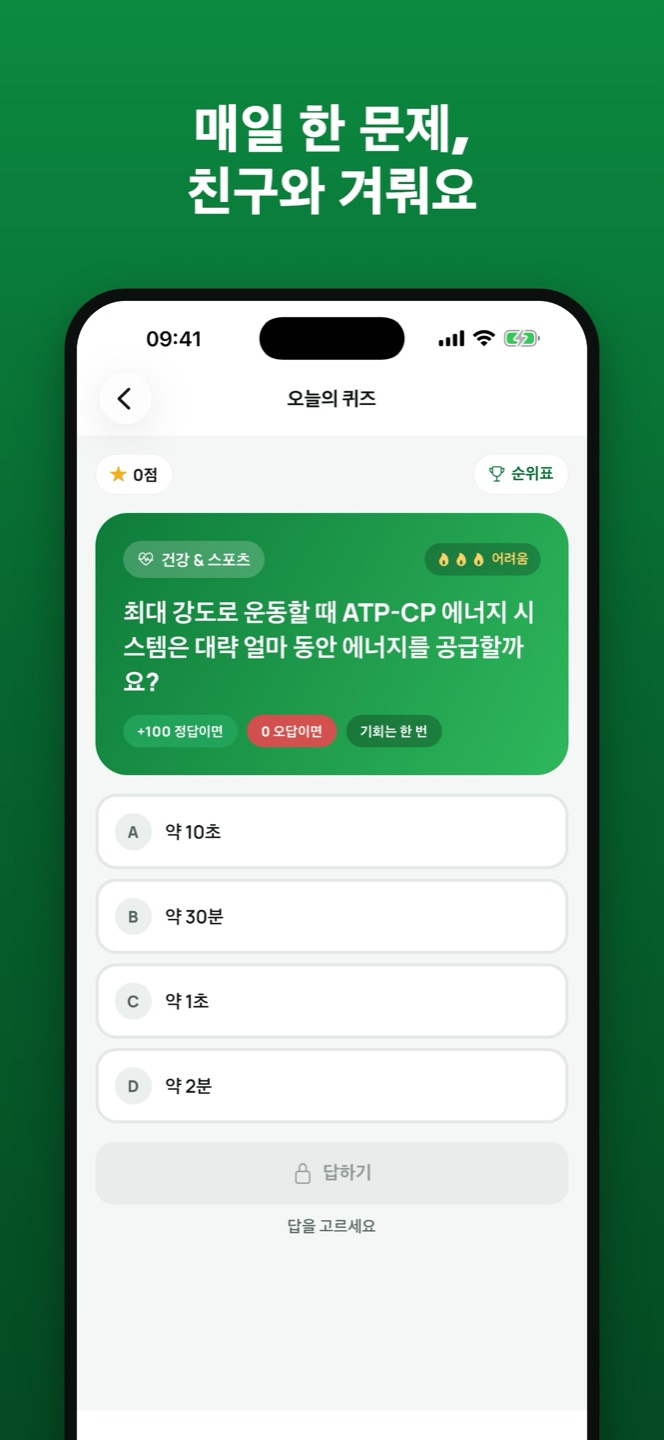 매일 한 문제,
친구와 겨뤄요
09:41
오늘의 퀴즈
0점
순위표
건강 & 스포츠
어려움
최대 강도로 운동할 때 ATP-CP 에너지 시
스템은 대략 얼마 동안 에너지를 공급할까
요?
+100 정답이면
0 오답이면
기회는 한 번
A 약 10초
B 약 30분
C 약 1초
D 약 2분
답하기
답을 고르세요